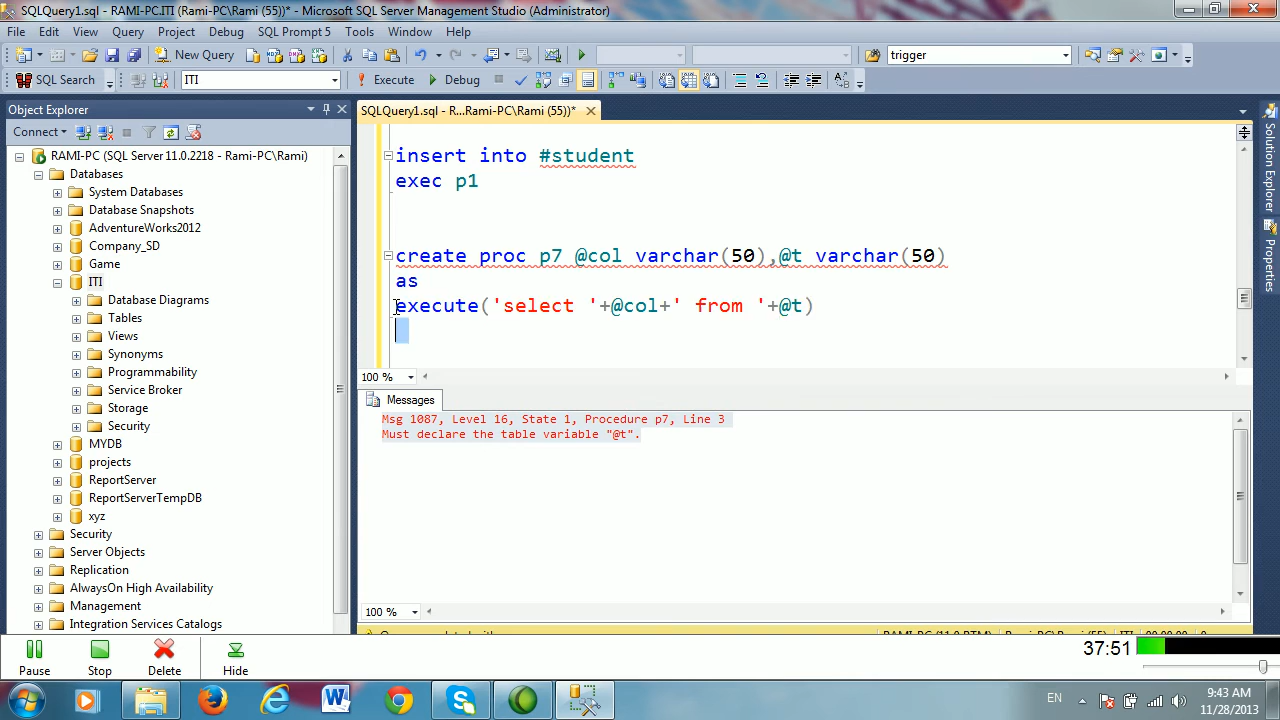 SQLQuery1.sql - RAMI-PC.ITI (Rami-PC\Rami (55))* - Microsoft SQL Server Management Studio (Administrator)
File Edit View Query Project Debug SQL Prompt 5 Tools Window Help
New Query trigger
SQL Search ITI Execute Debug
Object Explorer
SQLQuery1.sql - R...Rami-PC\Rami (55))*
Connect
RAMI-PC (SQL Server 11.0.2218 - Rami-PC\Rami)
Databases
System Databases
Database Snapshots
AdventureWorks2012
Company_SD
Game
ITI
Database Diagrams
Tables
Views
Synonyms
Programmability
Service Broker
Storage
Security
MYDB
projects
ReportServer
ReportServerTempDB
xyz
Security
Server Objects
Replication
AlwaysOn High Availability
Management
Integration Services Catalogs
insert into #student
exec p1
create proc p7 @col varchar(50),@t varchar(50)
as
execute('select '+@col+' from '+@t)
100 %
Messages
Msg 1087, Level 16, State 1, Procedure p7, Line 3
Must declare the table variable "@t".
100 %
Solution Explorer
Properties
Pause Stop Delete Hide
37:51
EN
9:43 AM
11/28/2013